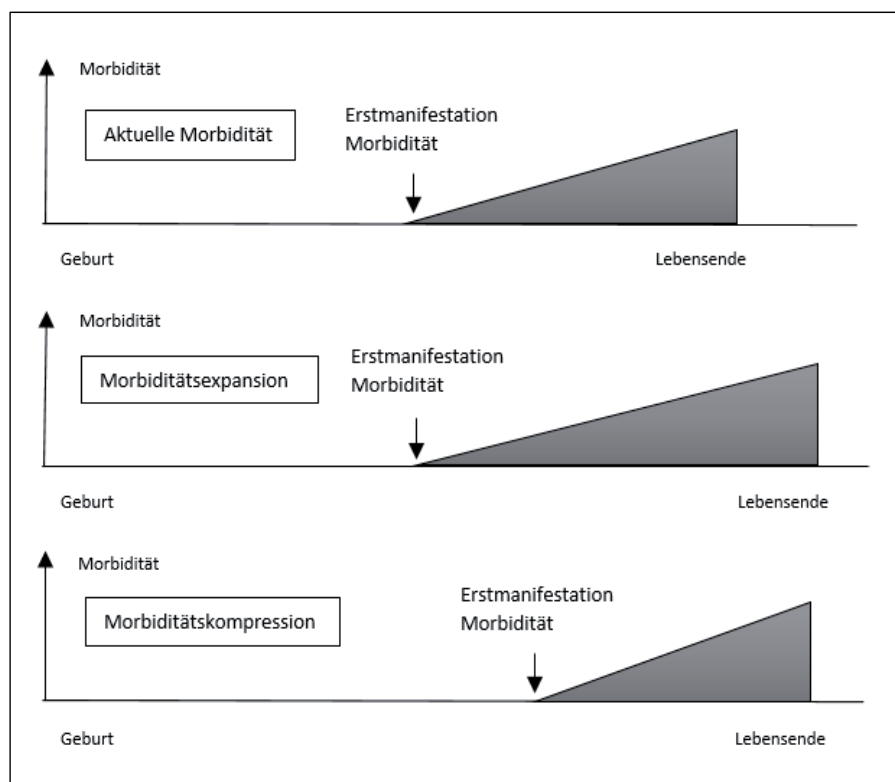 Morbidität
Aktuelle Morbidität
Erstmanifestation
Morbidität
Geburt
Lebensende
Morbidität
Morbiditätsexpansion
Erstmanifestation
Morbidität
Geburt
Lebensende
Morbidität
Morbiditätskompression
Erstmanifestation
Morbidität
Geburt
Lebensende